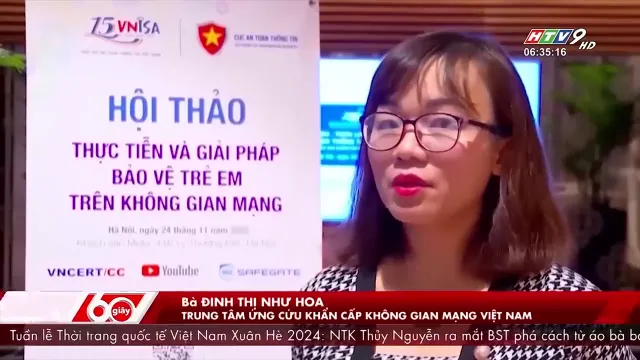 15 VNISA
CỤC AN TOÀN THÔNG TIN
HTV9 HD
06:35:16
HỘI THẢO
THỰC TIỄN VÀ GIẢI PHÁP
BẢO VỆ TRẺ EM
TRÊN KHÔNG GIAN MẠNG
Hà Nội, ngày 24 tháng 11 năm
VNCERT/CC
YouTube
SAFEGATE
60 giây
Bà ĐINH THỊ NHƯ HOA
TRUNG TÂM ỨNG CỨU KHẨN CẤP KHÔNG GIAN MẠNG VIỆT NAM
Tuần lễ Thời trang quốc tế Việt Nam Xuân Hè 2024: NTK Thủy Nguyễn ra mắt BST phá cách từ áo bà b